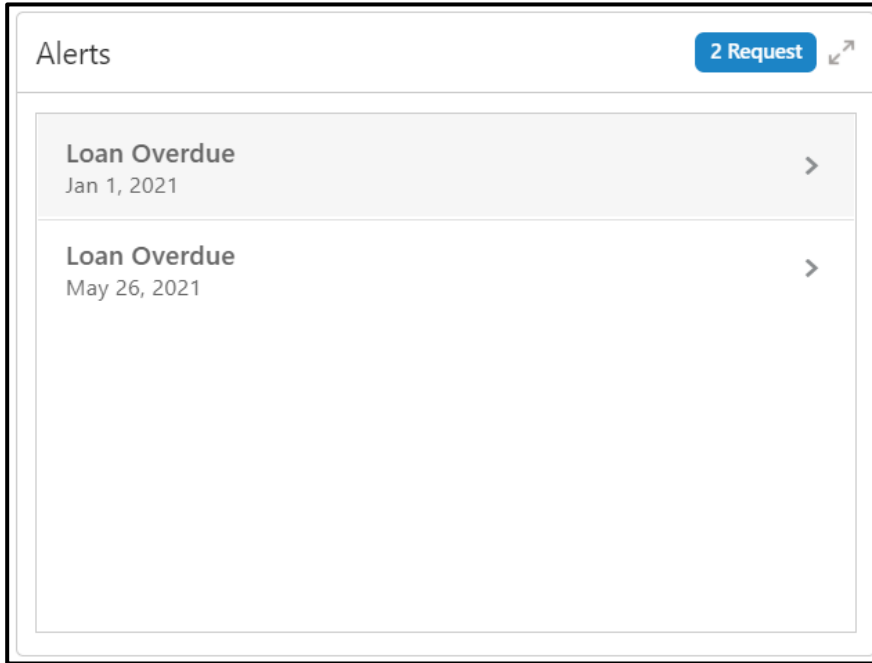 Alerts
2 Request
Loan Overdue
Jan 1, 2021
Loan Overdue
May 26, 2021